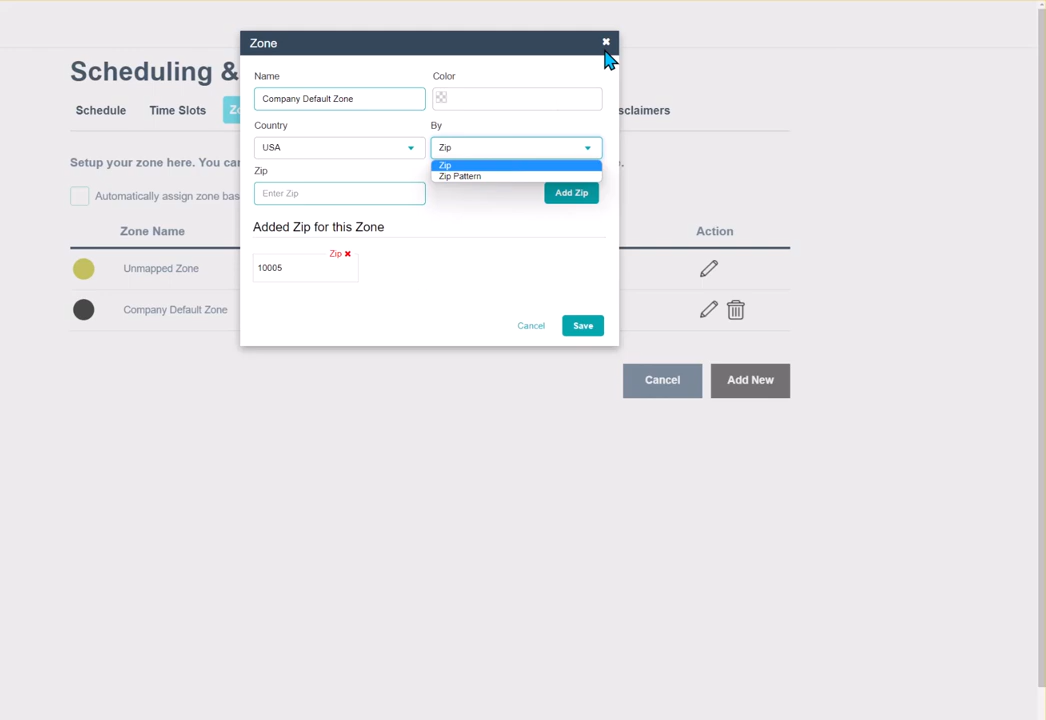 Zone
Scheduling &
Name
Color
Company Default Zone
Schedule
Time Slots
Zo
sclaimers
Country
By
USA
Zip
Setup your zone here. You can
e.
Zip
Zip Pattern
Zip
Automatically assign zone bas
Enter Zip
Add Zip
Zone Name
Added Zip for this Zone
Action
Zip
10005
Unmapped Zone
Company Default Zone
Cancel
Save
Cancel
Add New